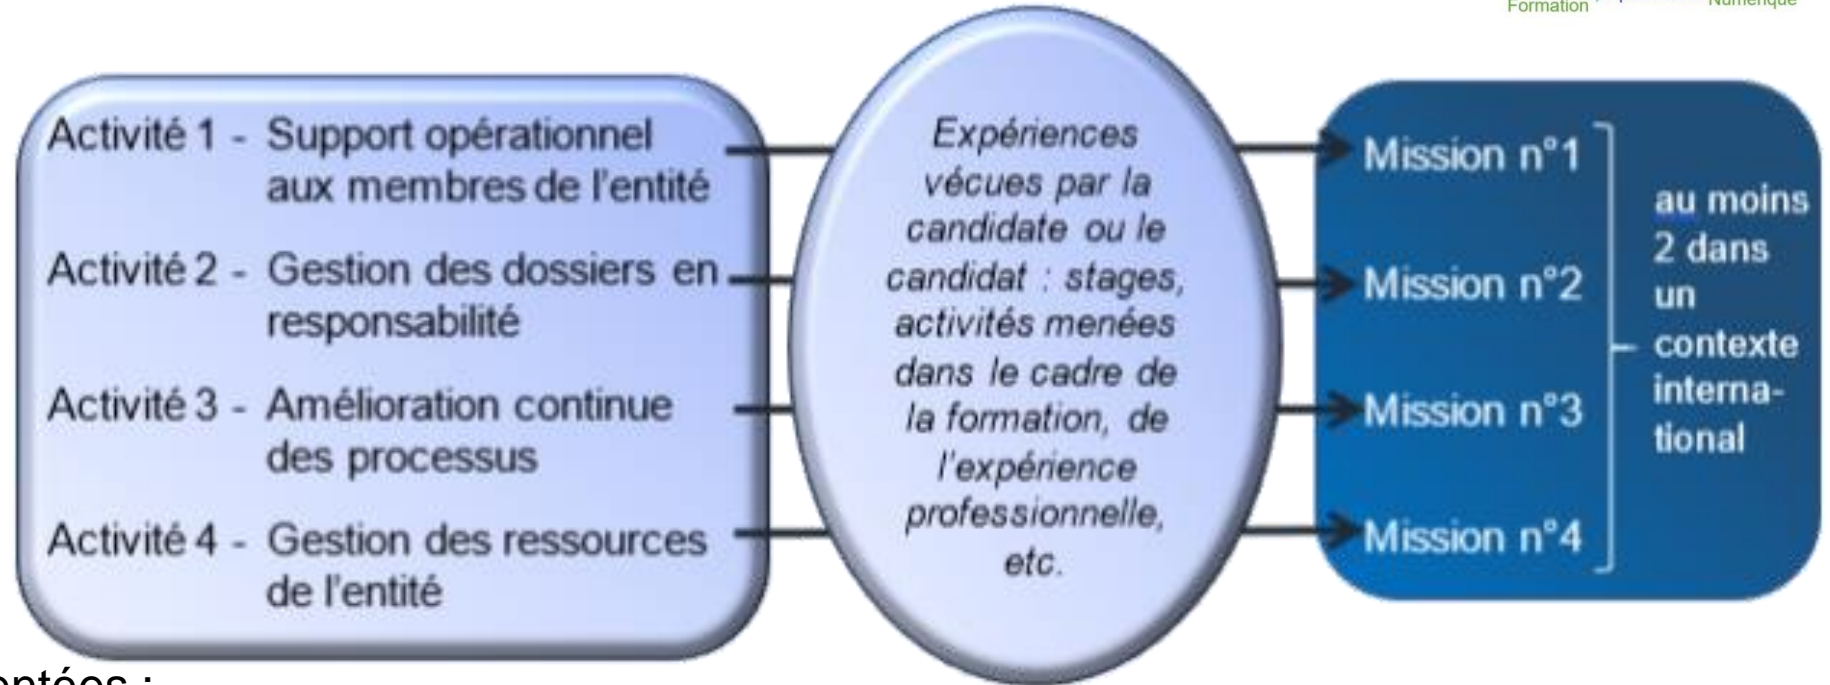 Formation Numérique
Activité 1 - Support opérationnel
aux membres de l'entité
Activité 2 - Gestion des dossiers en
responsabilité
Activité 3 - Amélioration continue
des processus
Activité 4 - Gestion des ressources
de l'entité
Expériences
vécues par la
candidate ou le
candidat : stages,
activités menées
dans le cadre de
la formation, de
l'expérience
professionnelle,
etc.
Mission n°1
Mission n°2
Mission n°3
Mission n°4
au moins
2 dans
un
contexte
interna-
tional